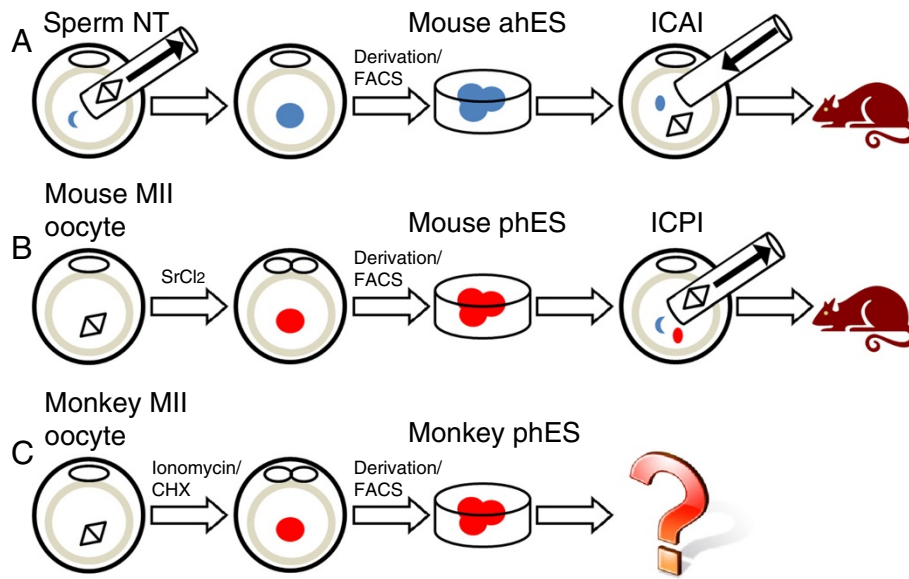 A
Sperm NT
Mouse ahES
ICAI
Derivation/
FACS
Mouse MII
oocyte
B
Mouse phES
ICPI
SrCl₂
Derivation/
FACS
Monkey MII
oocyte
C
Monkey phES
Ionomycin/
CHX
Derivation/
FACS
?